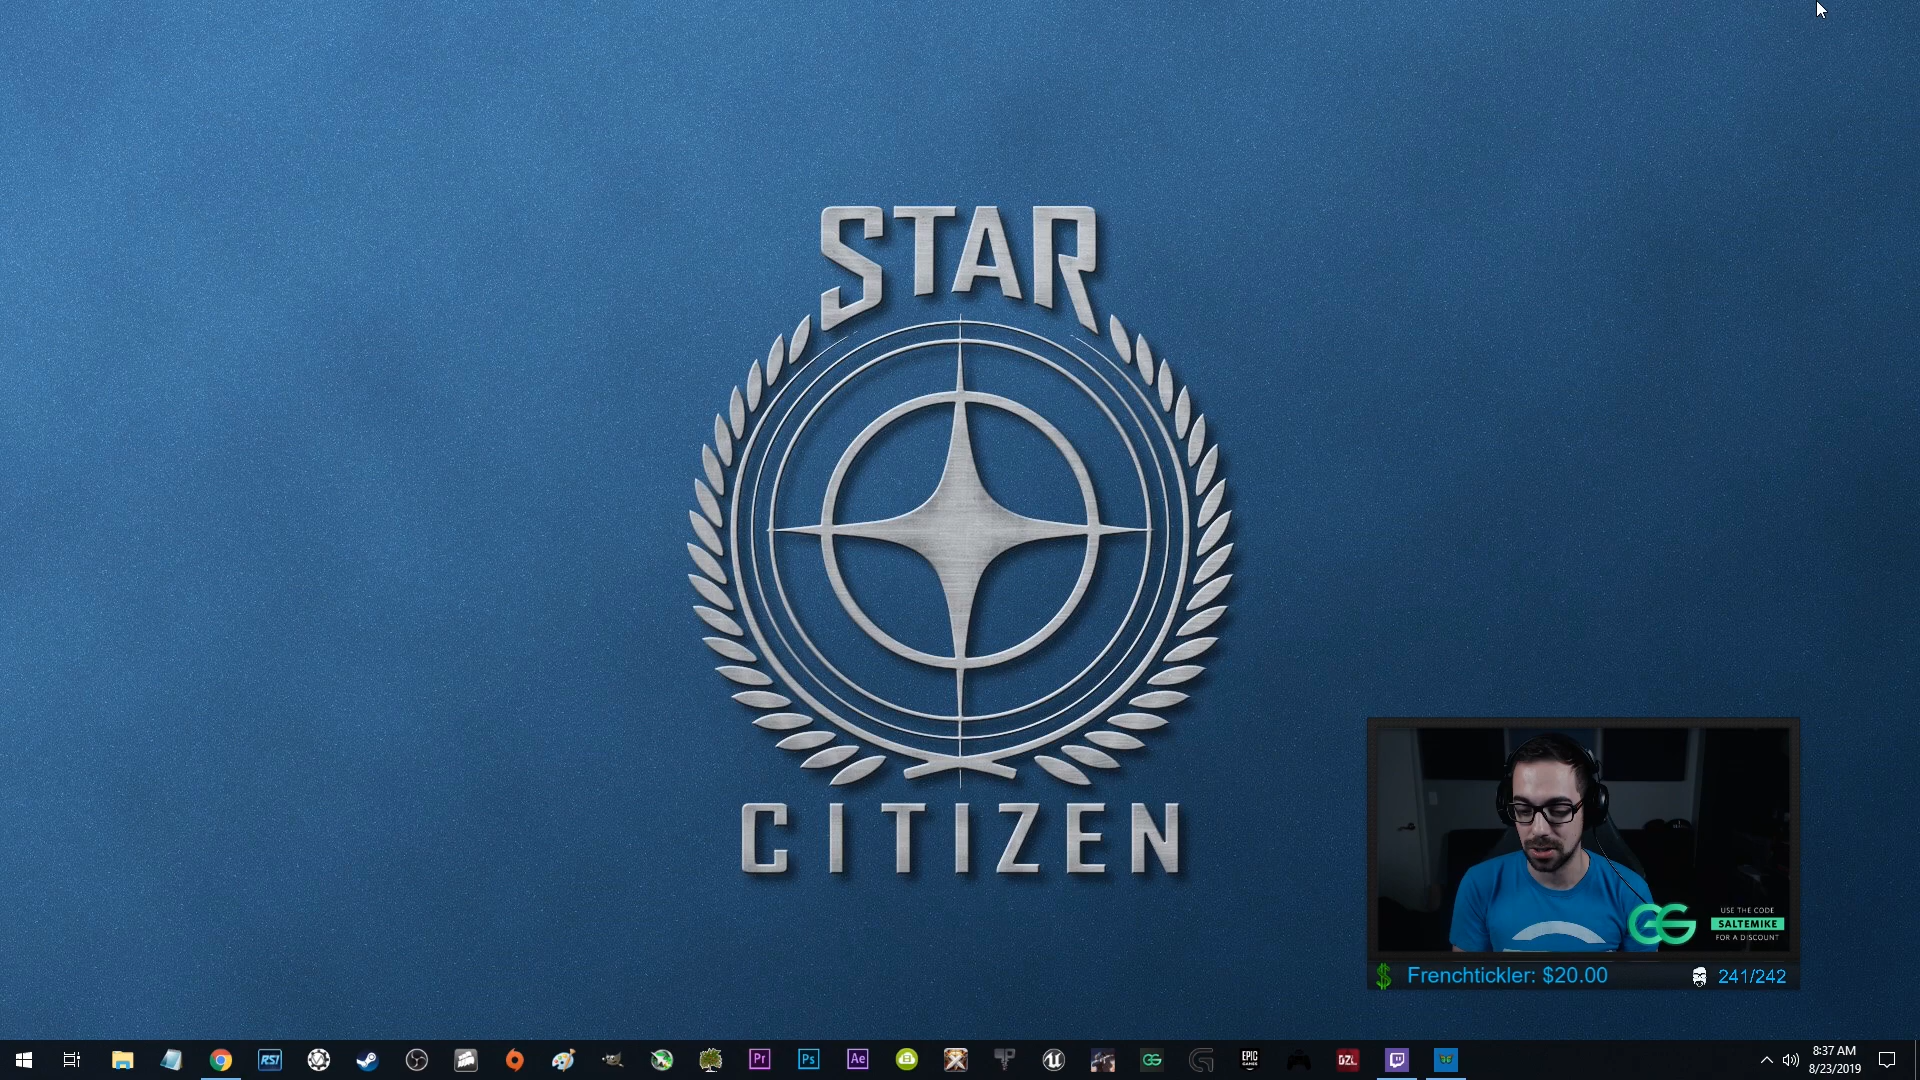 STAR
CITIZEN
USE THE CODE
SALTEMIKE
FOR A DISCOUNT
Frenchtickler: $20.00
241/242
RSI
Pr
Ps
Ae
EPIC
GAMES
DZL
8:37 AM
8/23/2019